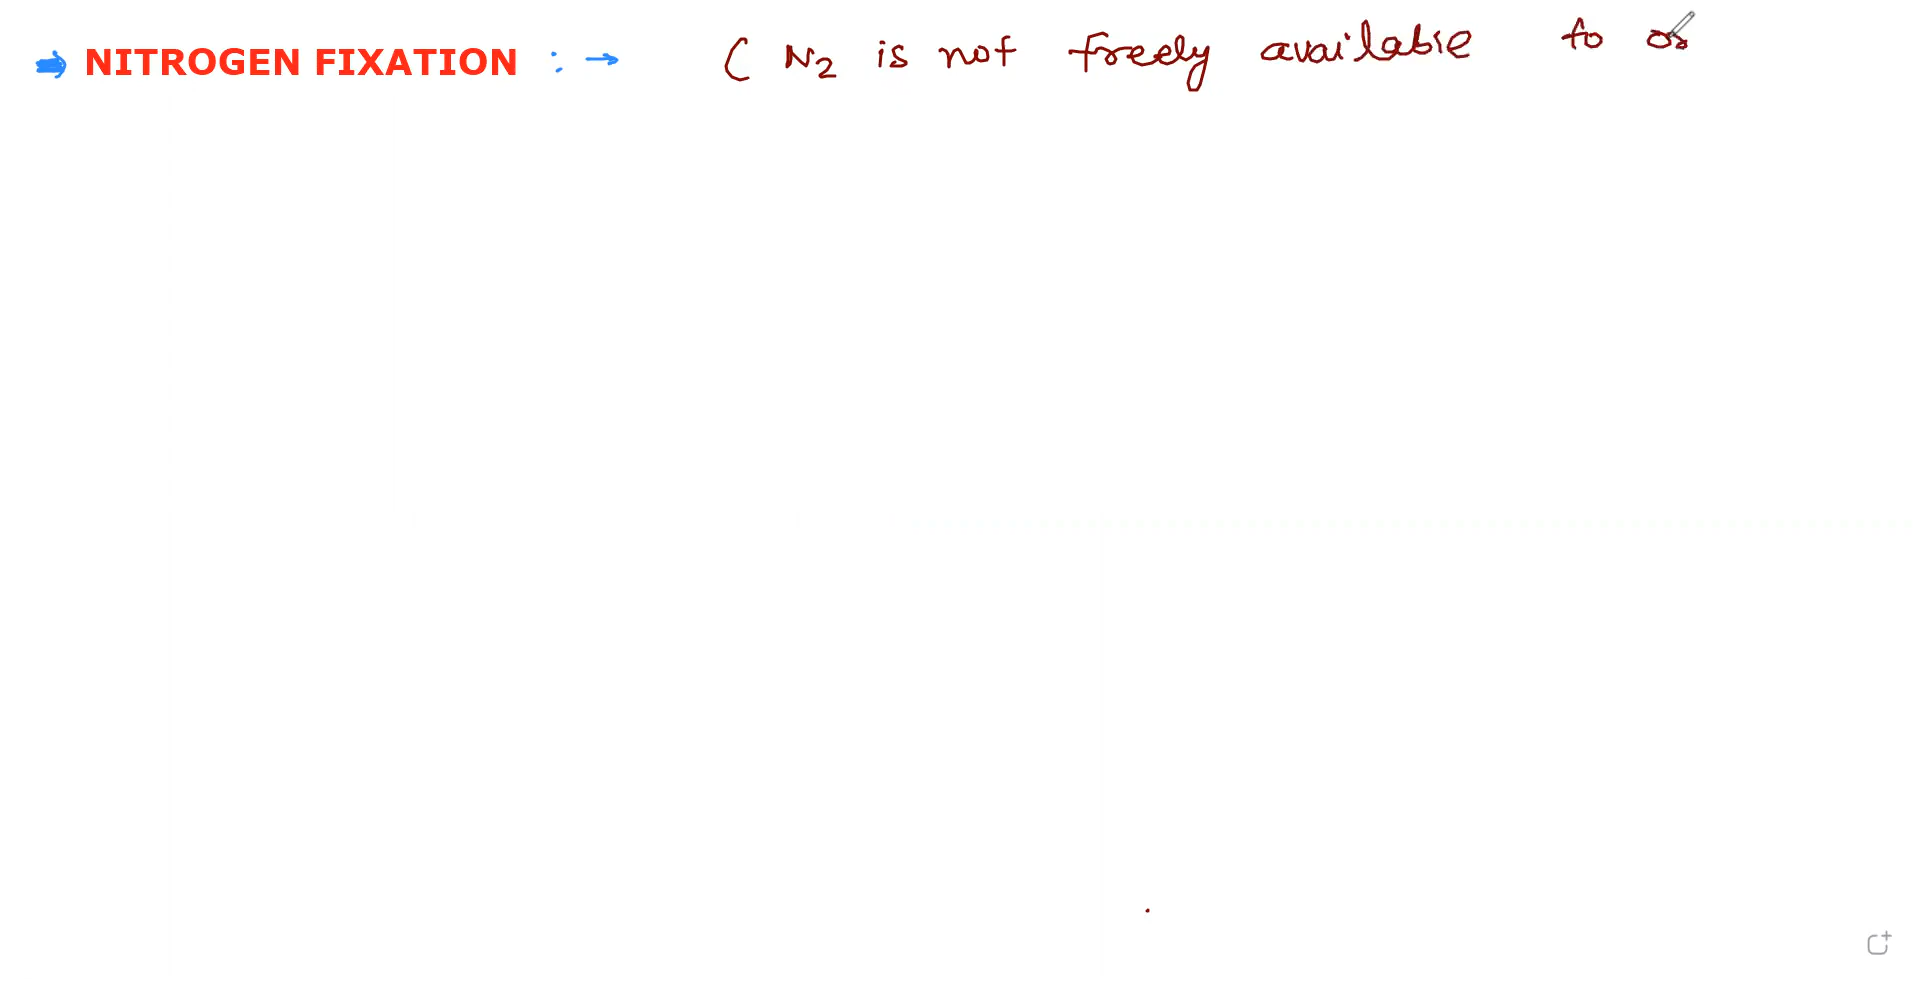 NITROGEN FIXATION :→ ( N2 is not freely available to